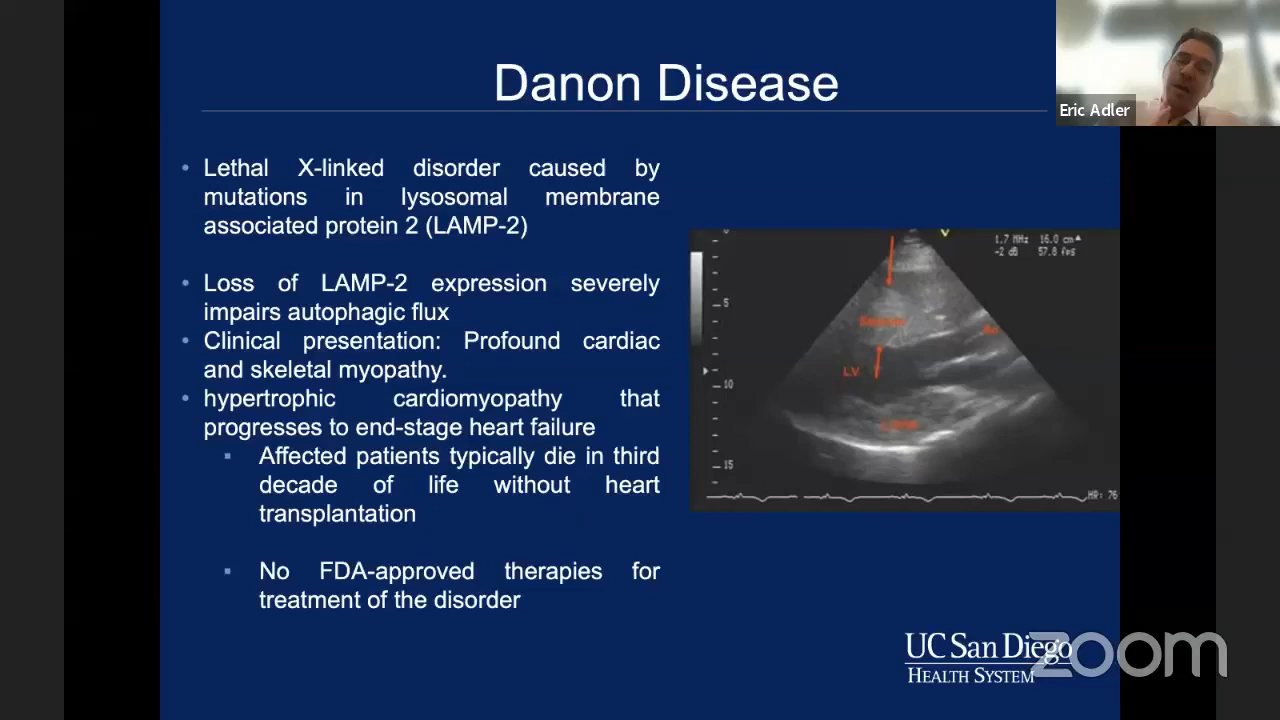 Danon Disease
Eric Adler
• Lethal X-linked disorder caused by
mutations in lysosomal membrane
associated protein 2 (LAMP-2)
• Loss of LAMP-2 expression severely
impairs autophagic flux
• Clinical presentation: Profound cardiac
and skeletal myopathy.
• hypertrophic cardiomyopathy that
progresses to end-stage heart failure
▪ Affected patients typically die in third
decade of life without heart
transplantation
▪ No FDA-approved therapies for
treatment of the disorder
V
1.7 MHz 16.0 cm
-2 dB 57.8 fps
5
L.V
10
15
HR: 76
UC San Diego
HEALTH SYSTEM
zoom